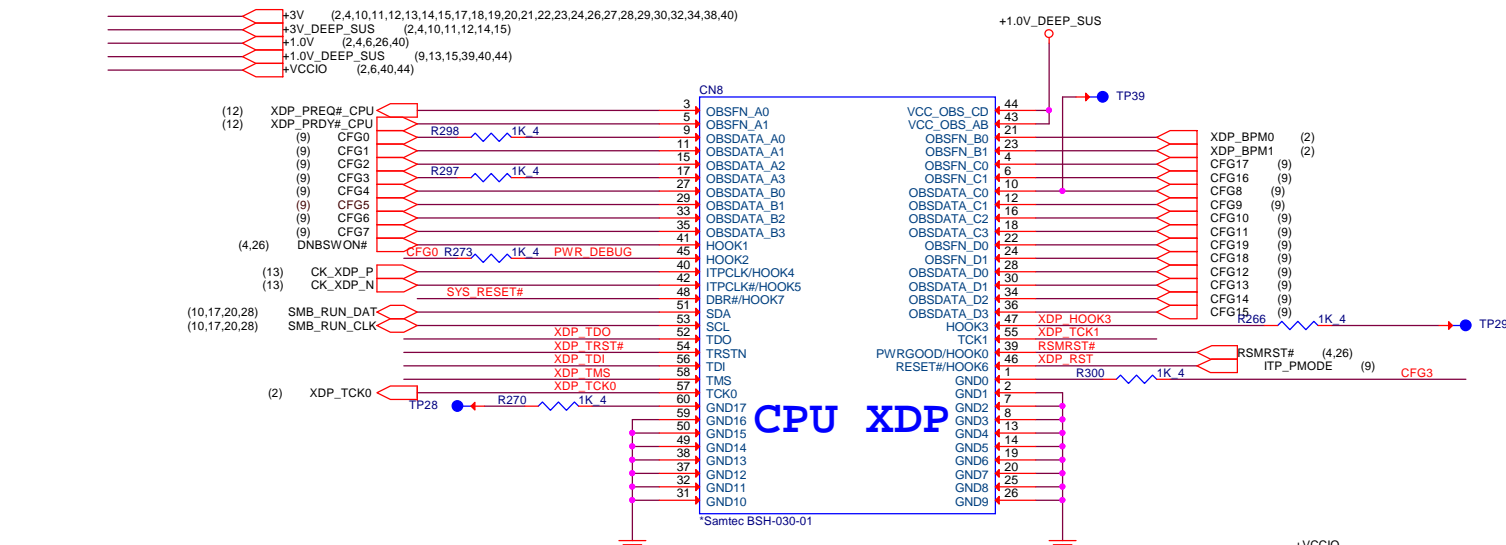 +3V (2,4,10,11,12,13,14,15,17,18,19,20,21,22,23,24,26,27,28,29,30,32,34,38,40)
+3V_DEEP_SUS (2,4,10,11,12,14,15)
+1.0V (2,4,6,26,40)
+1.0V_DEEP_SUS (9,13,15,39,40,44)
+VCCIO (2,6,40,44)
+1.0V_DEEP_SUS
CN8
TP39
(12) XDP_PREQ#_CPU 3 OBSFN_A0 VCC_OBS_CD 44
(12) XDP_PRDY#_CPU 5 OBSFN_A1 VCC_OBS_AB 43
(9) CFG0 R298 1K_4 9 OBSDATA_A0 OBSFN_B0 21 XDP_BPM0 (2)
(9) CFG1 11 OBSDATA_A1 OBSFN_B1 23 XDP_BPM1 (2)
(9) CFG2 15 OBSDATA_A2 OBSFN_C0 4 CFG17 (9)
(9) CFG3 R297 1K_4 17 OBSDATA_A3 OBSFN_C1 6 CFG16 (9)
(9) CFG4 27 OBSDATA_B0 OBSDATA_C0 10 CFG8 (9)
(9) CFG5 29 OBSDATA_B1 OBSDATA_C1 12 CFG9 (9)
(9) CFG6 33 OBSDATA_B2 OBSDATA_C2 16 CFG10 (9)
(9) CFG7 35 OBSDATA_B3 OBSDATA_C3 18 CFG11 (9)
(4,26) DNBSWON# 41 HOOK1 OBSFN_D0 22 CFG19 (9)
CFG0 R273 1K_4 PWR_DEBUG 45 HOOK2 OBSFN_D1 24 CFG18 (9)
(13) CK_XDP_P 40 ITPCLK/HOOK4 OBSDATA_D0 28 CFG12 (9)
(13) CK_XDP_N 42 ITPCLK#/HOOK5 OBSDATA_D1 30 CFG13 (9)
SYS_RESET# 48 DBR#/HOOK7 OBSDATA_D2 34 CFG14 (9)
(10,17,20,28) SMB_RUN_DAT 51 SDA OBSDATA_D3 36 CFG15 (9)
(10,17,20,28) SMB_RUN_CLK 53 SCL HOOK3 47 XDP_HOOK3 R266 1K_4 TP29
XDP_TDO 52 TDO TCK1 55 XDP_TCK1
XDP_TRST# 54 TRSTN PWRGOOD/HOOK0 39 RSMRST# RSMRST# (4,26)
XDP_TDI 56 TDI RESET#/HOOK6 46 XDP_RST ITP_PMODE (9)
XDP_TMS 58 TMS GND0 1 R300 1K_4 CFG3
(2) XDP_TCK0 XDP_TCK0 57 TCK0 GND1 2
TP28 R270 1K_4 60 GND17 GND2 7
59 GND16 GND3 8
50 GND15 GND4 13
49 GND14 GND5 14
38 GND13 GND6 19
37 GND12 GND7 20
32 GND11 GND8 25
31 GND10 GND9 26
CPU XDP
*Samtec BSH-030-01
+VCCIO